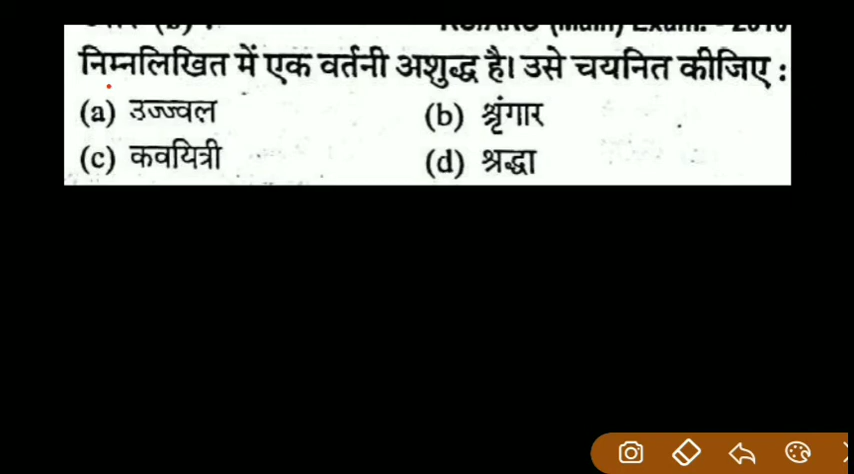 निम्नलिखित में एक वर्तनी अशुद्ध है। उसे चयनित कीजिए :
(a) उज्ज्वल (b) श्रृंगार
(c) कवयित्री (d) श्रद्धा